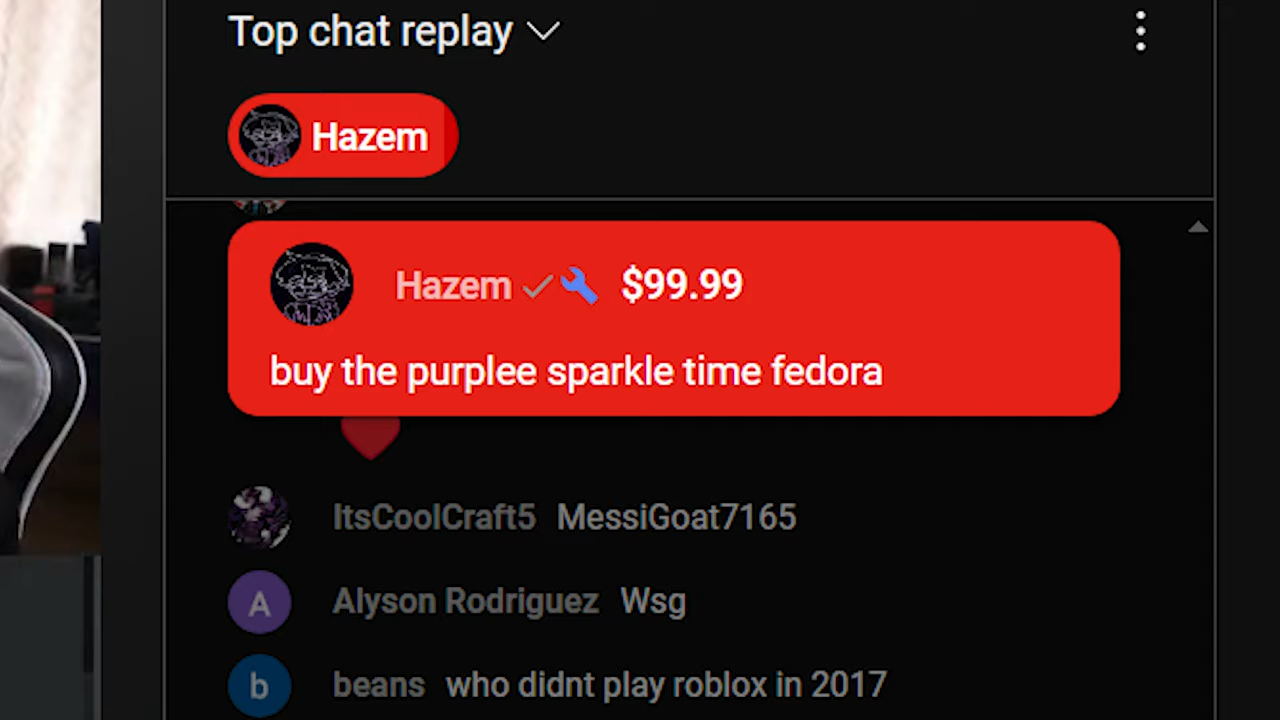 Top chat replay
Hazem
Hazem $99.99
buy the purplee sparkle time fedora
ItsCoolCraft5 MessiGoat7165
A Alyson Rodriguez Wsg
b beans who didnt play roblox in 2017